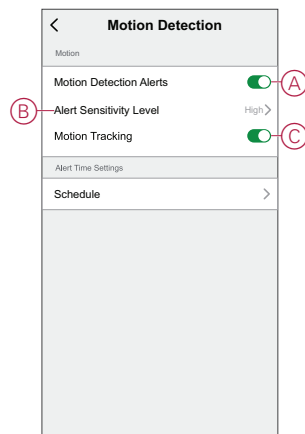 Motion Detection
Motion
Motion Detection Alerts A
B Alert Sensitivity Level High
Motion Tracking C
Alert Time Settings
Schedule